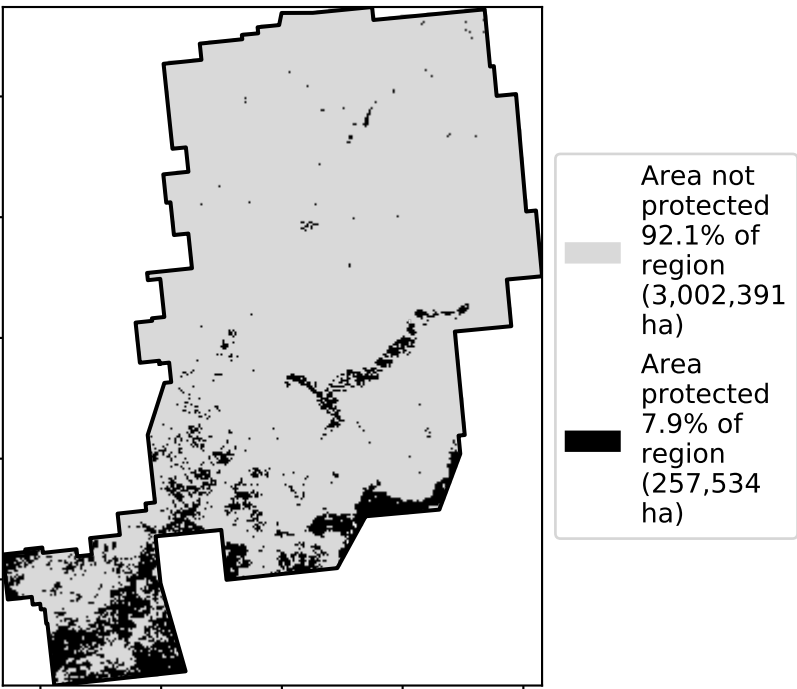 Area not
protected
92.1% of
region
(3,002,391
ha)
Area
protected
7.9% of
region
(257,534
ha)